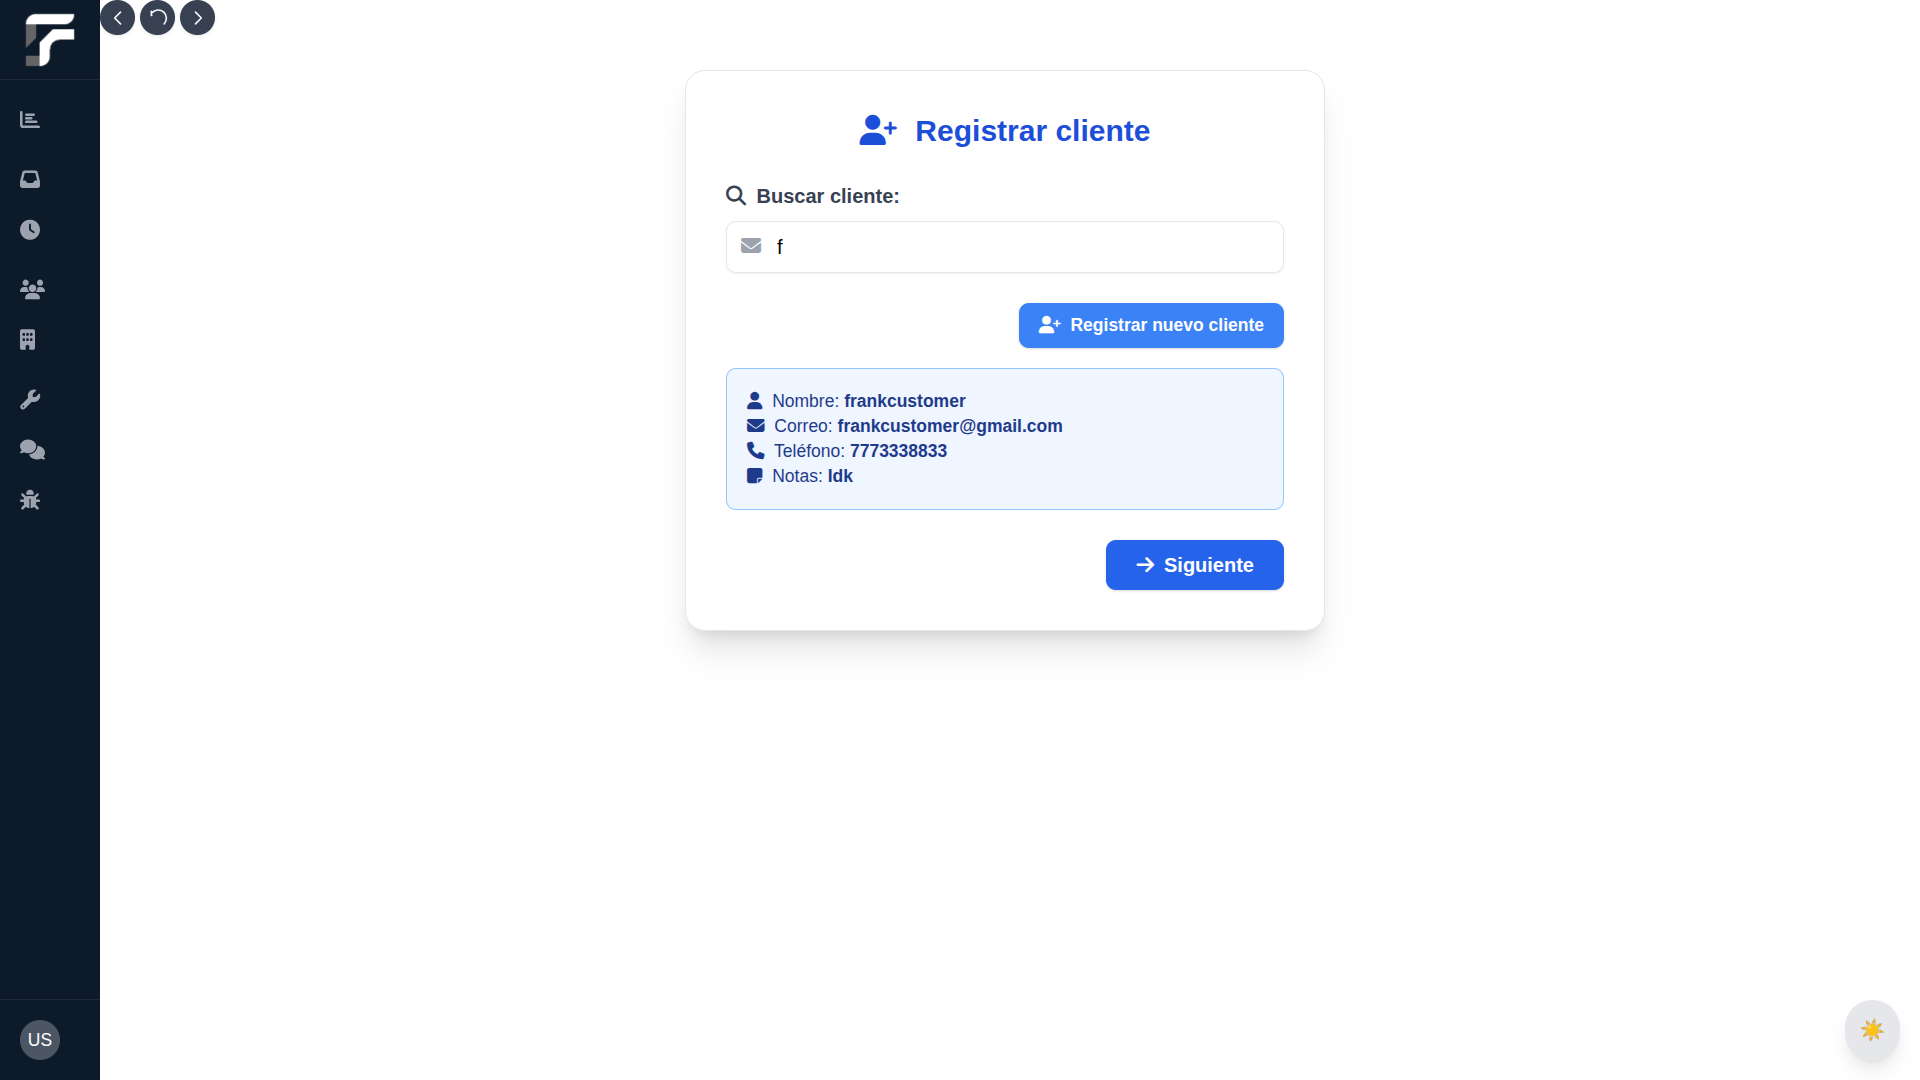 Registrar cliente
Buscar cliente:
f
Registrar nuevo cliente
Nombre: frankcustomer
Correo: frankcustomer@gmail.com
Teléfono: 7773338833
Notas: Idk
Siguiente
US